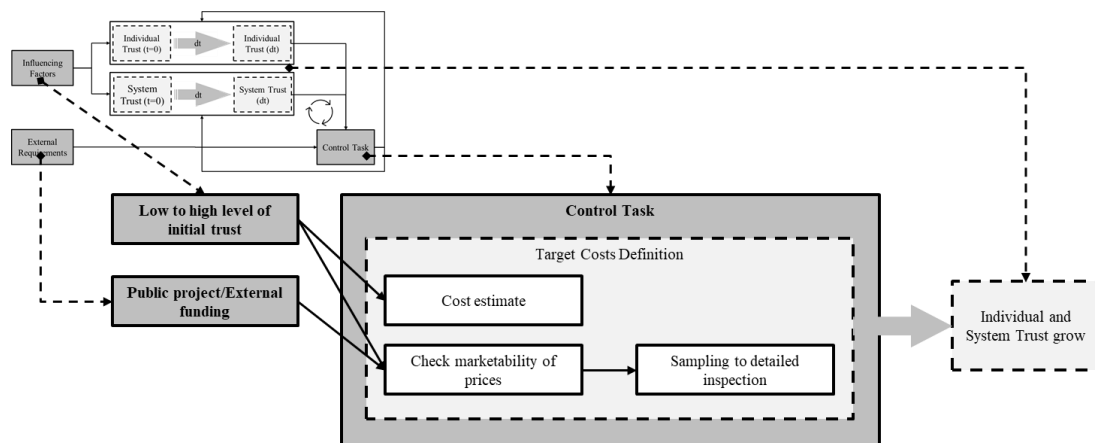 Individual
Trust (t=0)
dt
Individual
Trust (dt)
Influencing
Factors
System
Trust (t=0)
dt
System Trust
(dt)
External
Requirements
Control Task
Low to high level of
initial trust
Control Task
Target Costs Definition
Public project/External
funding
Cost estimate
Individual and
System Trust grow
Check marketability of
prices
Sampling to detailed
inspection